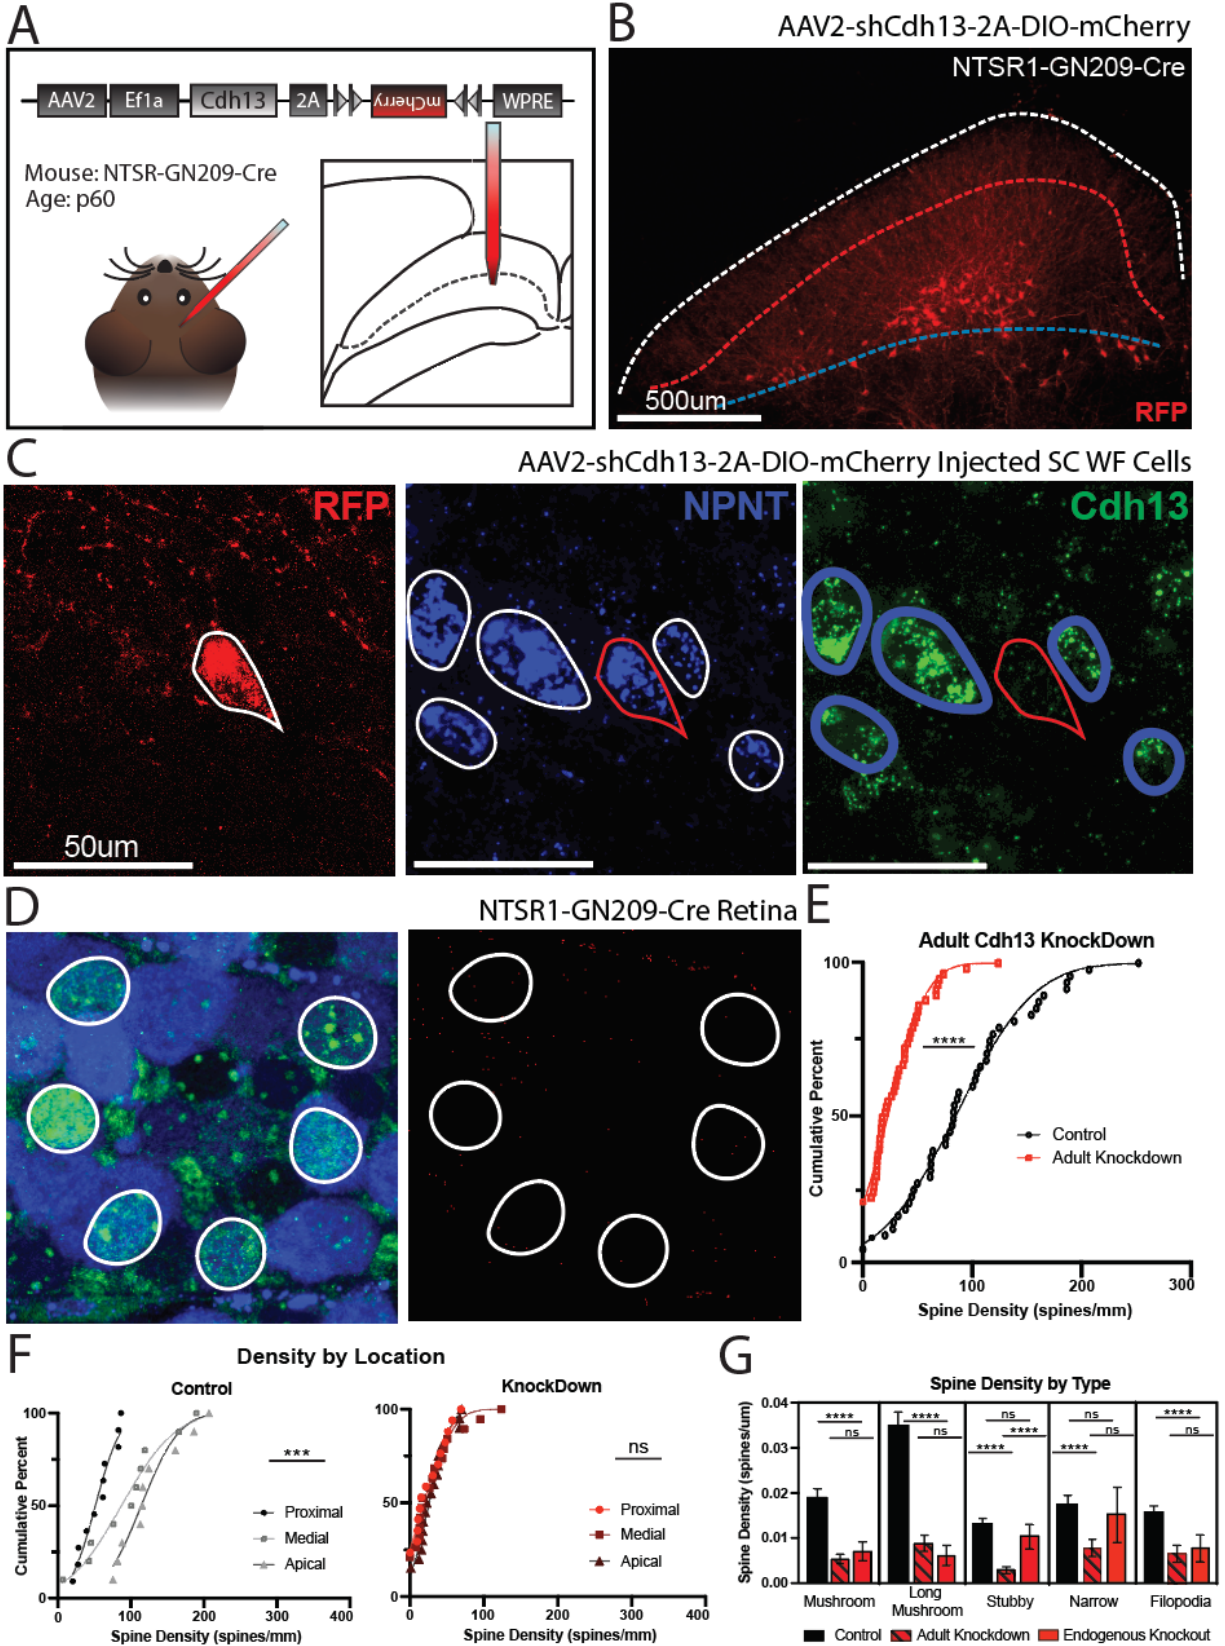 A
AAV2 Ef1a Cdh13 2A mCherry WPRE
Mouse: NTSR-GN209-Cre
Age: p60
B
AAV2-shCdh13-2A-DIO-mCherry
NTSR1-GN209-Cre
500um
RFP
C
AAV2-shCdh13-2A-DIO-mCherry Injected SC WF Cells
RFP
NPNT
Cdh13
50um
D
NTSR1-GN209-Cre Retina
E
Adult Cdh13 KnockDown
Cumulative Percent
100
50
0
****
Control
Adult Knockdown
0 100 200 300
Spine Density (spines/mm)
F
Density by Location
Control
Cumulative Percent
100
50
0
***
Proximal
Medial
Apical
0 100 200 300 400
Spine Density (spines/mm)
KnockDown
100
50
0
ns
Proximal
Medial
Apical
0 100 200 300 400
Spine Density (spines/mm)
G
Spine Density by Type
Spine Density (spines/um)
0.04
0.03
0.02
0.01
0.00
**** ns
**** ns
ns **** ****
ns ns ****
**** ns
Mushroom
Long Mushroom
Stubby
Narrow
Filopodia
Control Adult Knockdown Endogenous Knockout